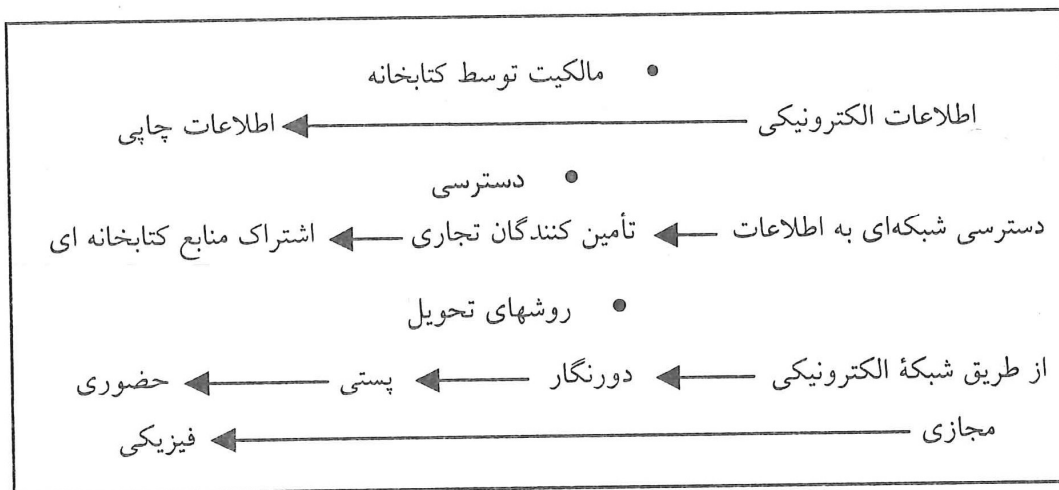 • مالکیت توسط کتابخانه
اطلاعات الکترونیکی ← اطلاعات چاپی
• دسترسی
دسترسی شبکه‌ای به اطلاعات ← تأمین کنندگان تجاری ← اشتراک منابع کتابخانه ای
• روشهای تحویل
از طریق شبکۀ الکترونیکی ← دورنگار ← پستی ← حضوری
مجازی ← فیزیکی